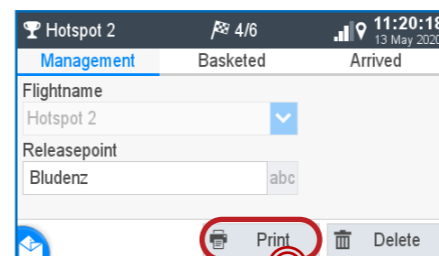 Hotspot 2 4/6 11:20:18
13 May 2020
Management Basketed Arrived
Flightname
Hotspot 2
Releasepoint
Bludenz abc
Print Delete